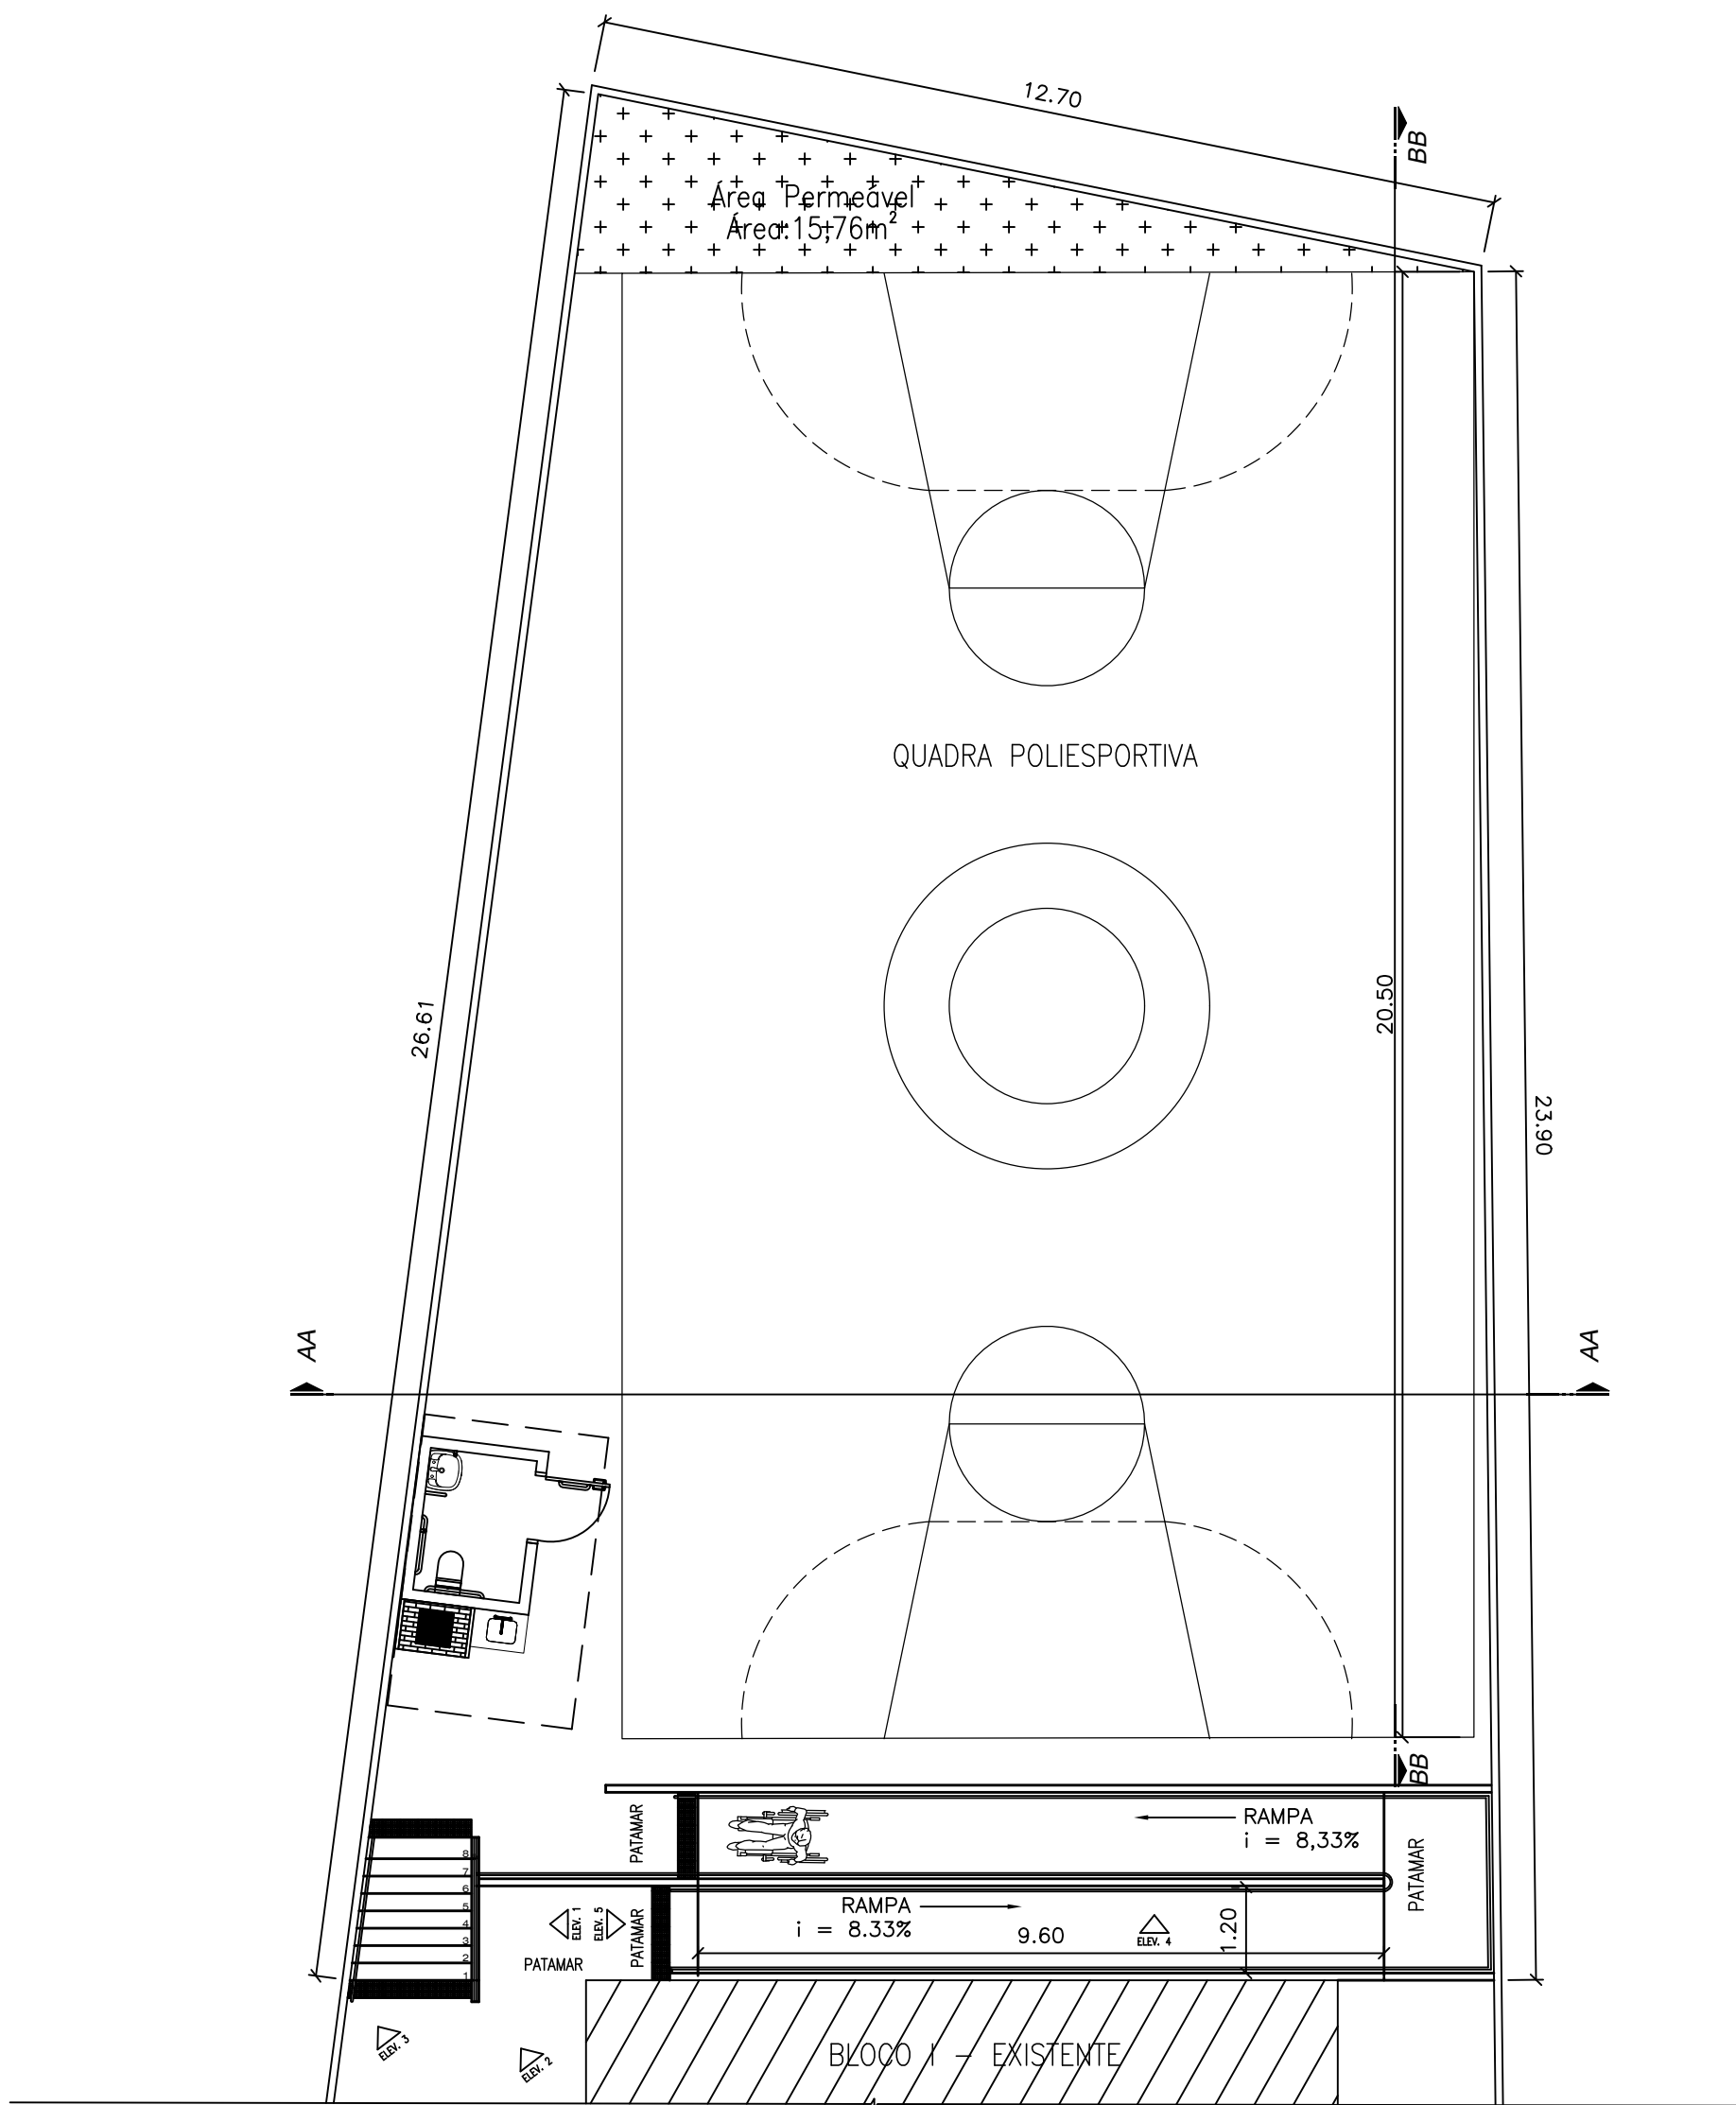 12.70
BB
Área Permeável
Área:15,76m²
QUADRA POLIESPORTIVA
26.61
20.50
23.90
AA
AA
BB
PATAMAR
RAMPA
i = 8,33%
PATAMAR
8
7
6
5
4
3
2
1
ELEV. 1
ELEV. 5
PATAMAR
PATAMAR
RAMPA
i = 8.33%
9.60
ELEV. 4
1.20
ELEV. 3
ELEV. 2
BLOCO I - EXISTENTE